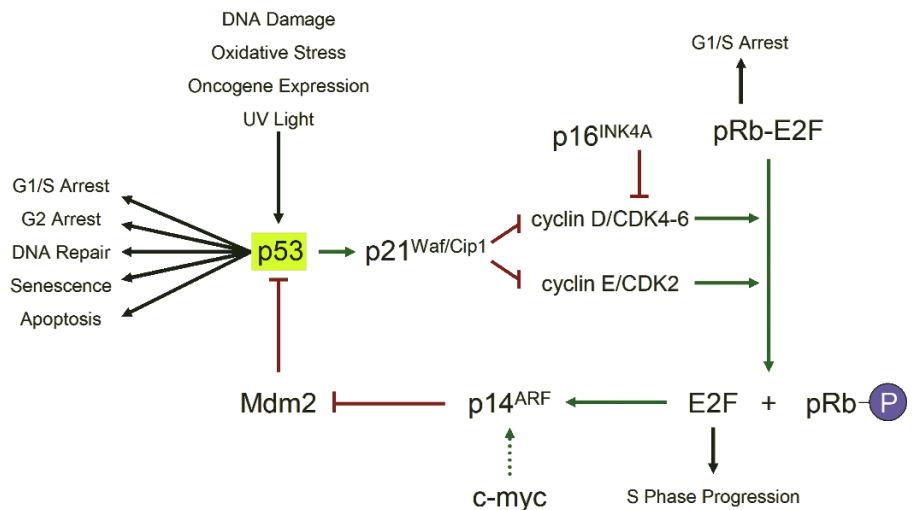 DNA Damage
Oxidative Stress
Oncogene Expression
UV Light
G1/S Arrest
pRb-E2F
p16INK4A
G1/S Arrest
G2 Arrest
DNA Repair
Senescence
Apoptosis
p53
p21Waf/Cip1
cyclin D/CDK4-6
cyclin E/CDK2
Mdm2
p14ARF
E2F + pRb P
c-myc
S Phase Progression